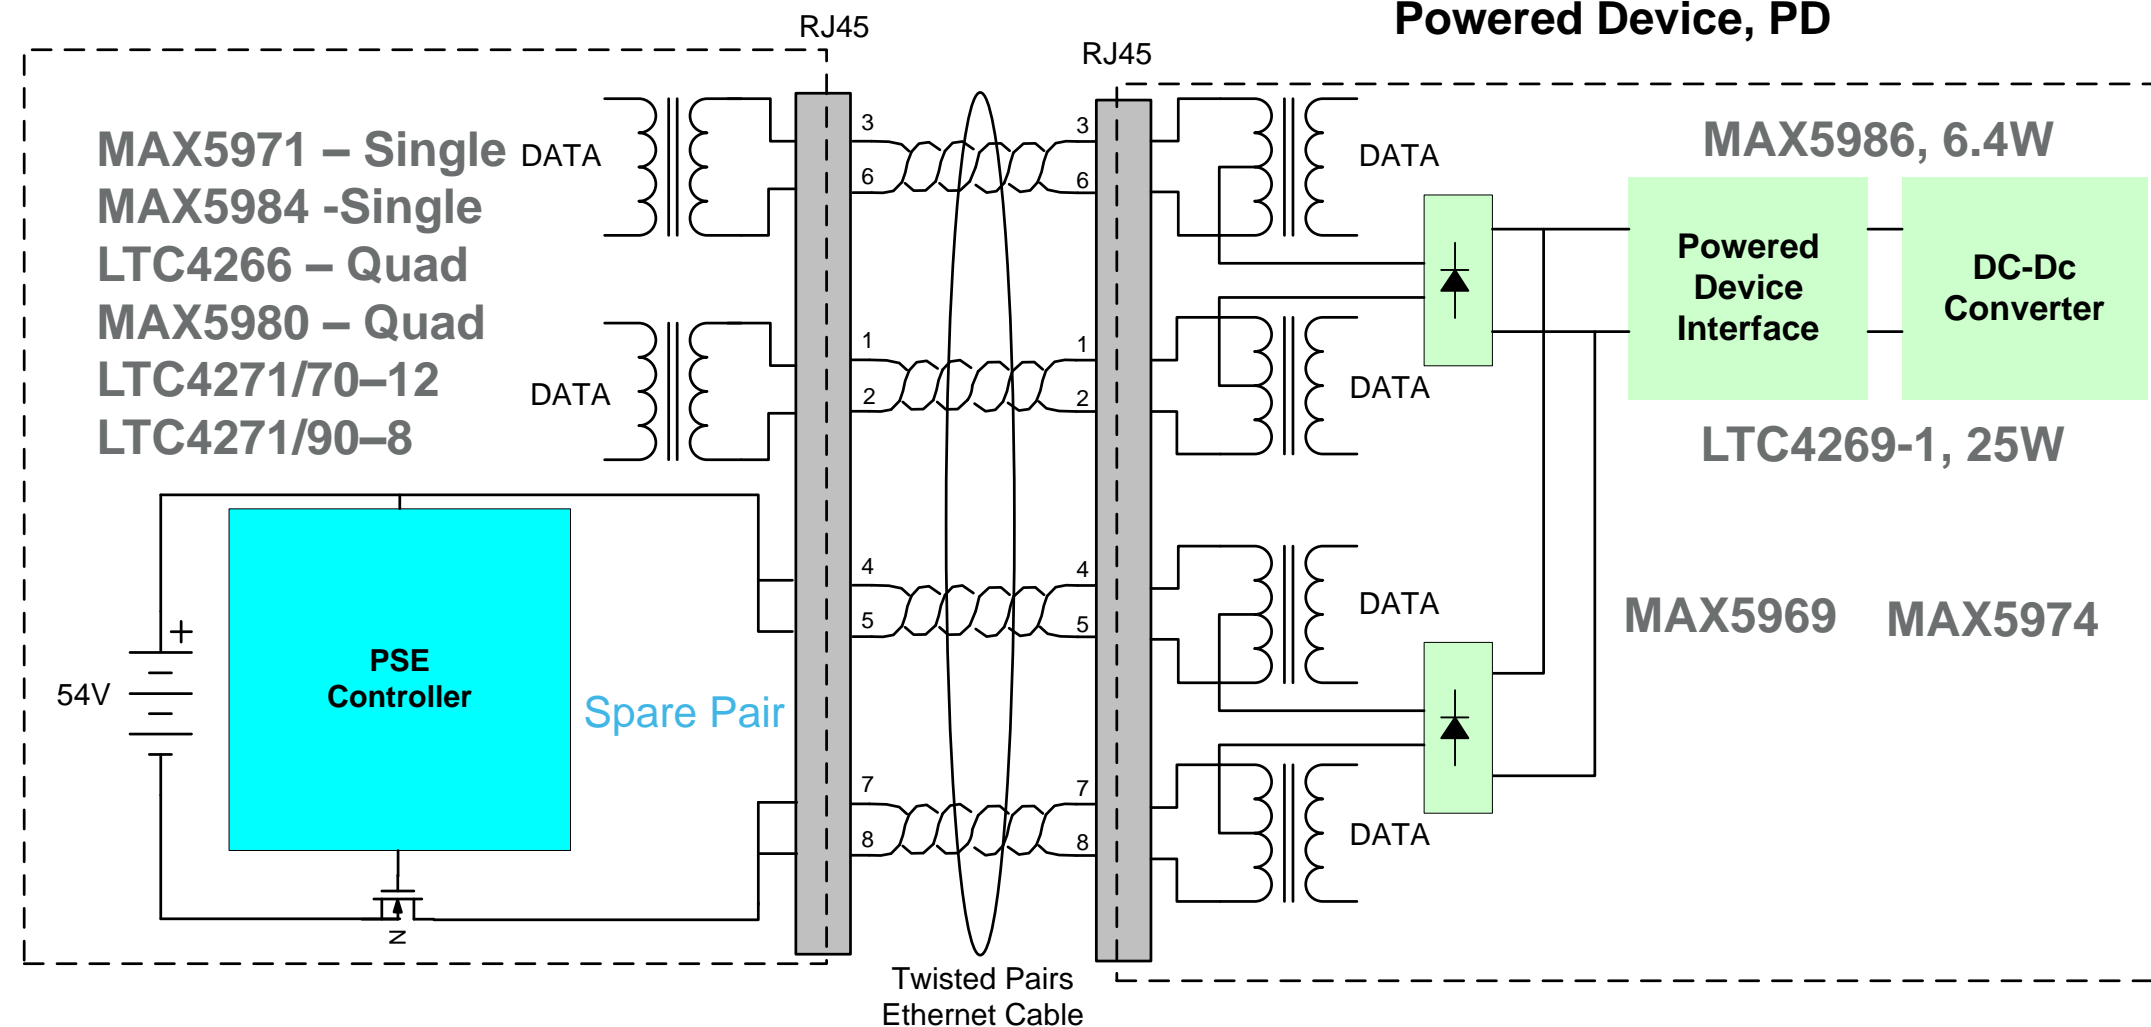 Powered Device, PD
RJ45
RJ45
MAX5971 – Single
MAX5984 -Single
LTC4266 – Quad
MAX5980 – Quad
LTC4271/70–12
LTC4271/90–8
DATA
DATA
3
6
1
2
4
5
7
8
3
6
1
2
4
5
7
8
DATA
DATA
DATA
DATA
MAX5986, 6.4W
Powered
Device
Interface
DC-Dc
Converter
LTC4269-1, 25W
MAX5969 MAX5974
+
54V
PSE
Controller
Spare Pair
N
Twisted Pairs
Ethernet Cable